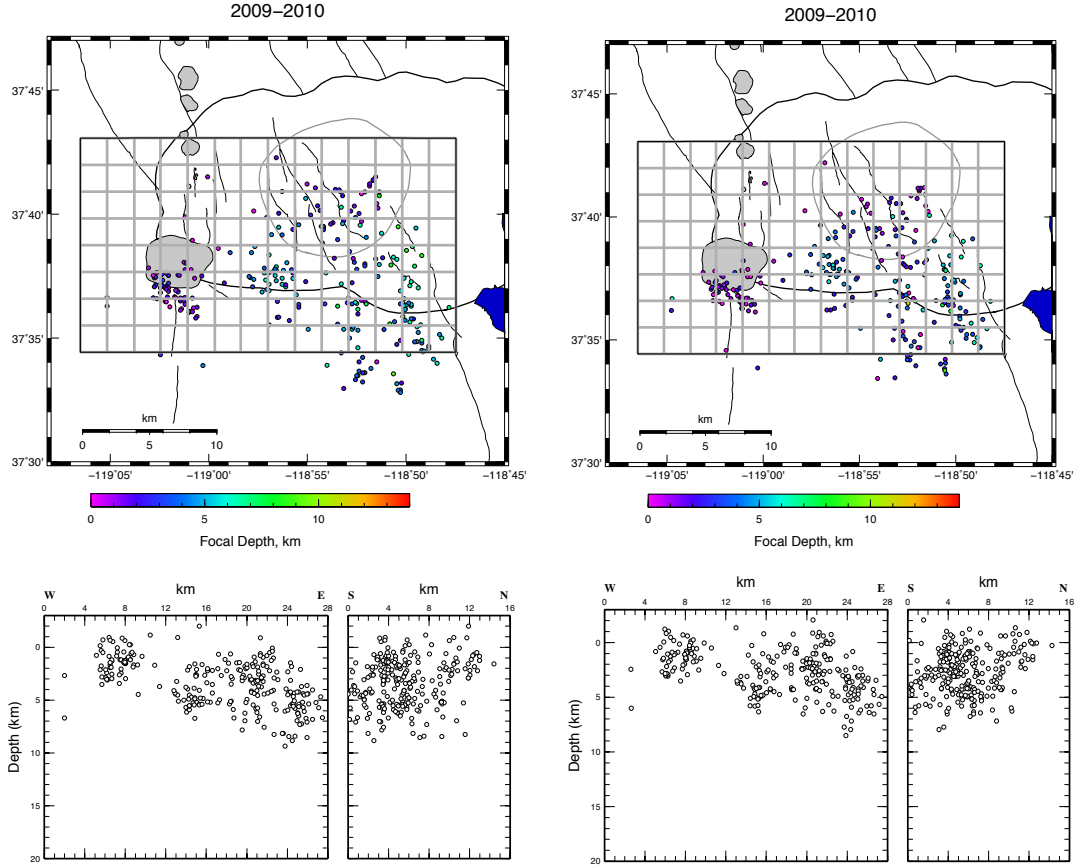 2009−2010
37˚45'
37˚40'
37˚35'
37˚30'
km
0 5 10
−119˚05' −119˚00' −118˚55' −118˚50' −118˚45'
0 5 10
Focal Depth, km
W km E
0 4 8 12 16 20 24 28
S km N
0 4 8 12 16
Depth (km)
0
5
10
15
20
2009−2010
37˚45'
37˚40'
37˚35'
37˚30'
km
0 5 10
−119˚05' −119˚00' −118˚55' −118˚50' −118˚45'
0 5 10
Focal Depth, km
W km E
0 4 8 12 16 20 24 28
S km N
0 4 8 12 16
Depth (km)
0
5
10
15
20